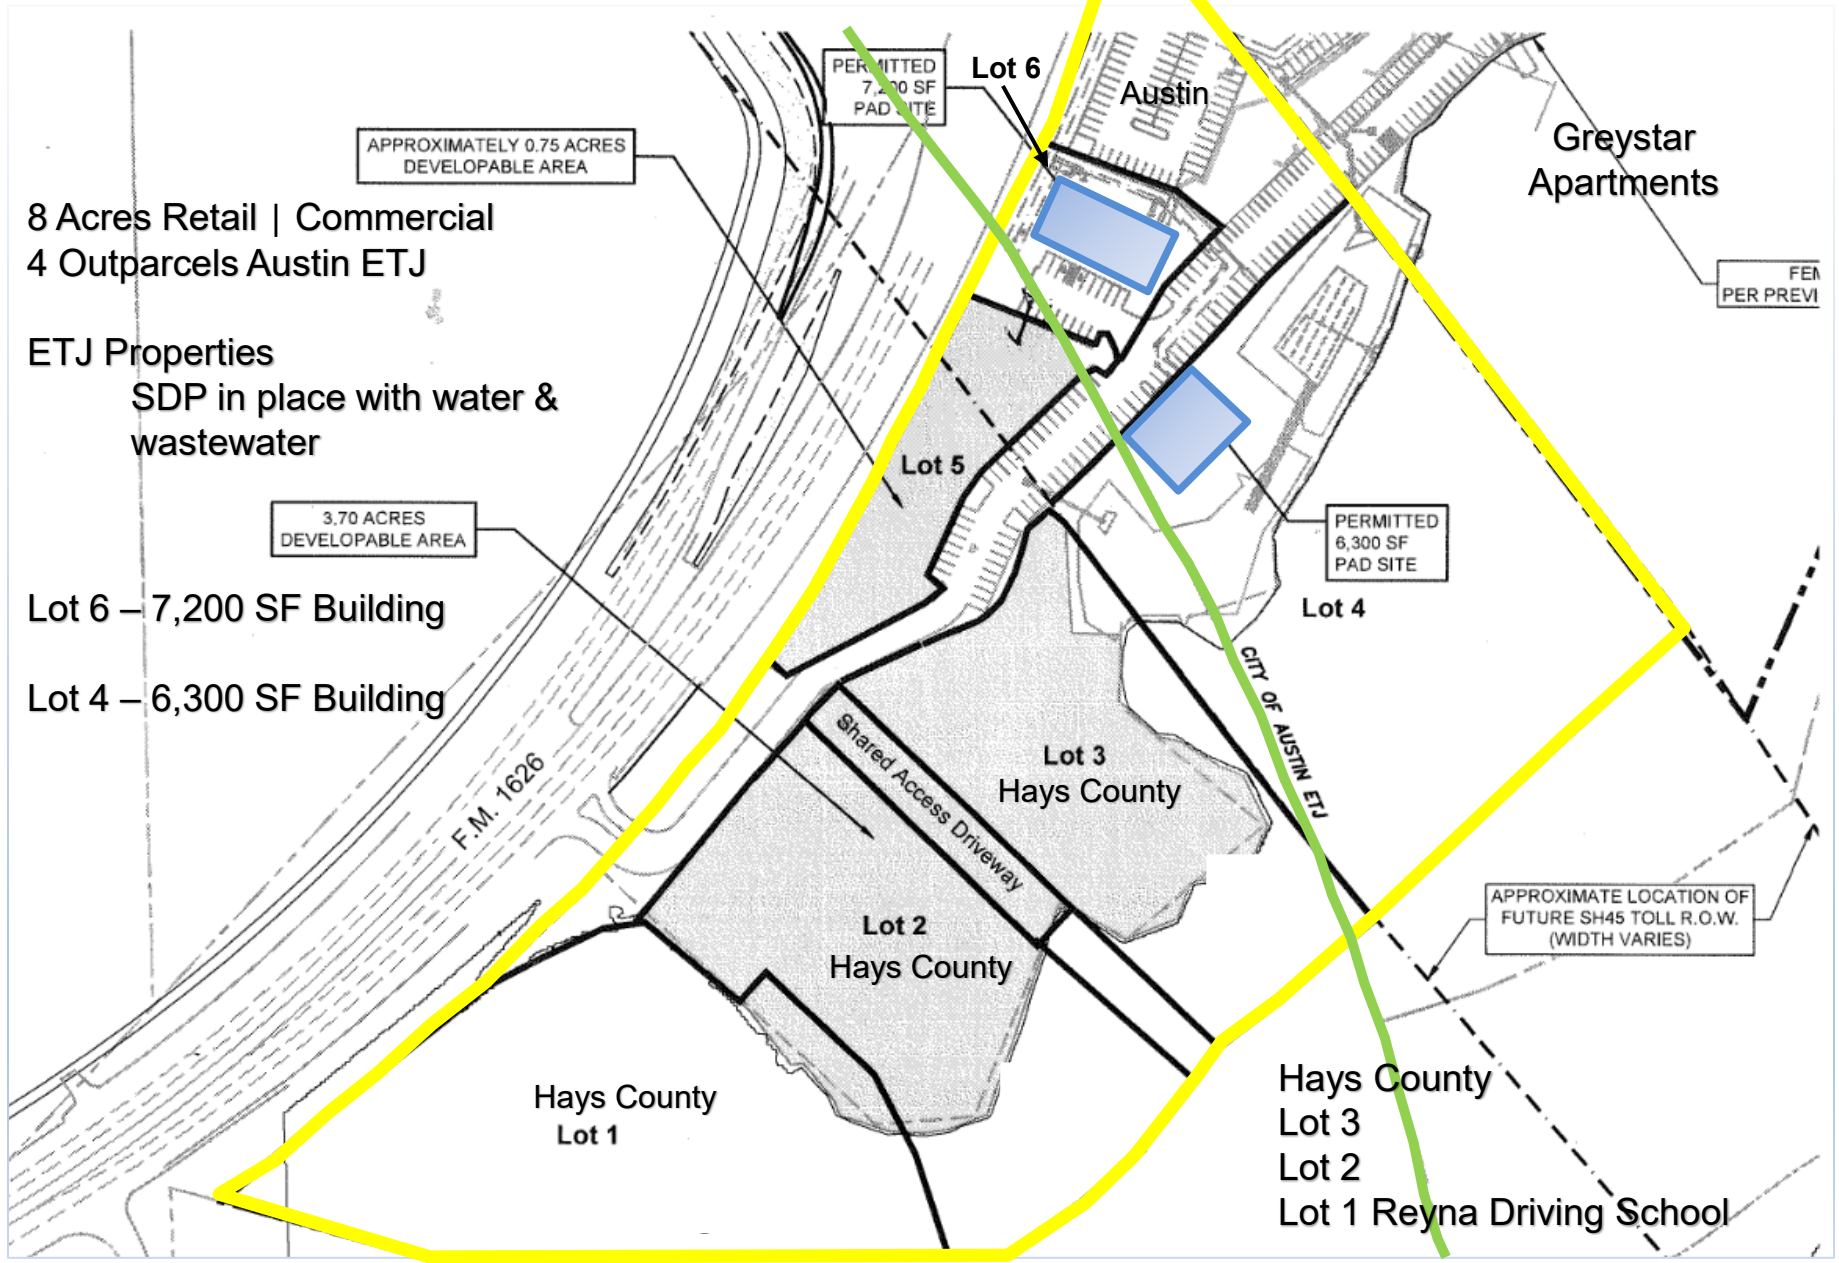 PERMITTED
7,200 SF
PAD SITE
Lot 6
Austin
Greystar
Apartments
APPROXIMATELY 0.75 ACRES
DEVELOPABLE AREA
8 Acres Retail | Commercial
4 Outparcels Austin ETJ
PER PREVI
ETJ Properties
SDP in place with water &
wastewater
Lot 5
3.70 ACRES
DEVELOPABLE AREA
PERMITTED
6,300 SF
PAD SITE
Lot 4
Lot 6 – 7,200 SF Building
Lot 4 – 6,300 SF Building
CITY OF AUSTIN ETJ
F.M. 1626
Shared Access Driveway
Lot 3
Hays County
Lot 2
Hays County
APPROXIMATE LOCATION OF
FUTURE SH45 TOLL R.O.W.
(WIDTH VARIES)
Hays County
Lot 1
Hays County
Lot 3
Lot 2
Lot 1 Reyna Driving School